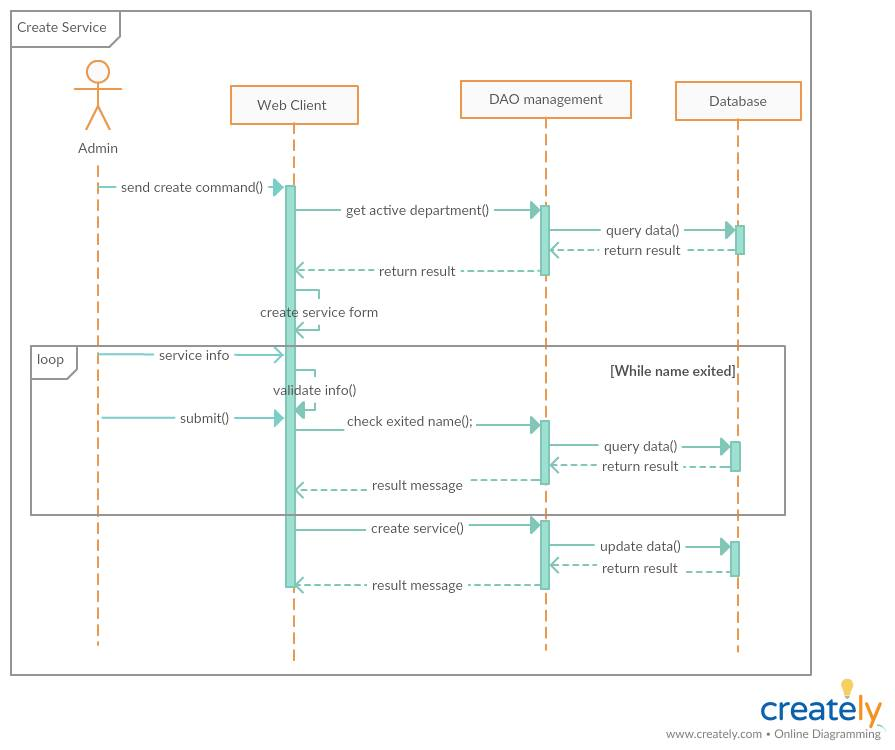 Create Service
Web Client
DAO management
Database
Admin
send create command()
get active department()
query data()
return result
return result
create service form
loop
service info
[While name exited]
validate info()
submit()
check exited name();
query data()
return result
result message
create service()
update data()
return result
result message
creately
www.creately.com • Online Diagramming